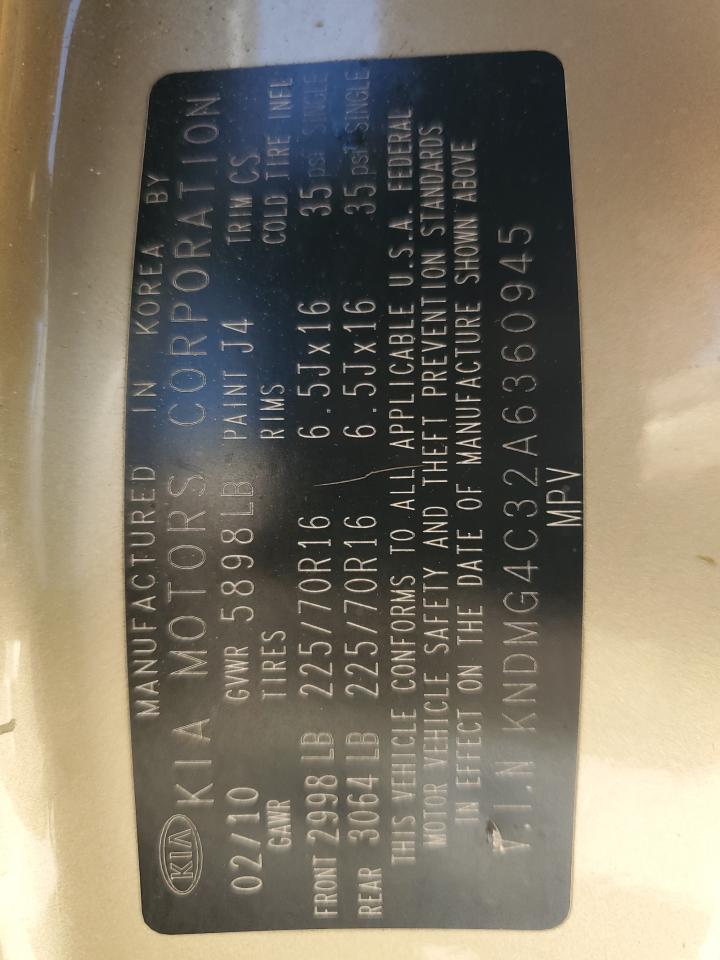 MANUFACTURED IN KOREA BY
KIA KIA MOTORS CORPORATION
02/10 GVWR 5898 LB PAINT J4 TRIM CS
GAWR TIRES RIMS COLD TIRE INFL
FRONT 2998 LB 225/70R16 6.5Jx16 35 psi SINGLE
REAR 3064 LB 225/70R16 6.5Jx16 35 psi SINGLE
THIS VEHICLE CONFORMS TO ALL APPLICABLE U.S.A. FEDERAL
MOTOR VEHICLE SAFETY AND THEFT PREVENTION STANDARDS
IN EFFECT ON THE DATE OF MANUFACTURE SHOWN ABOVE
V.I.N KNDMG4C32A6360945
MPV